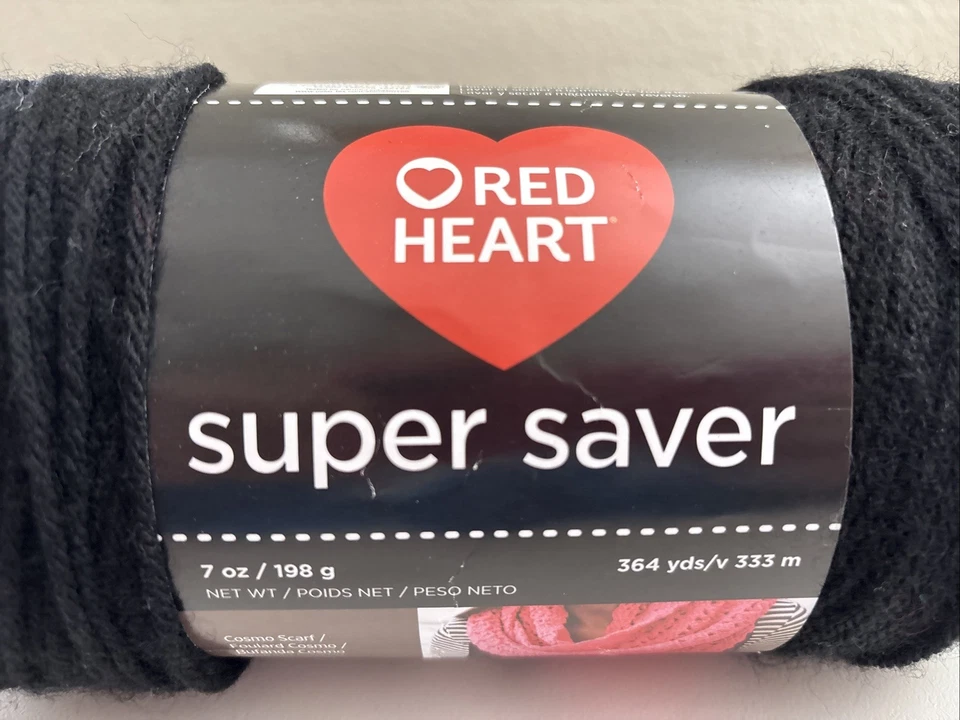 RED
HEART
super saver
7 oz / 198 g
364 yds/v 333 m
NET WT / POIDS NET / PESO NETO
Cosmo Scarf /
Foulard Cosmo /
Bufanda Cosmo